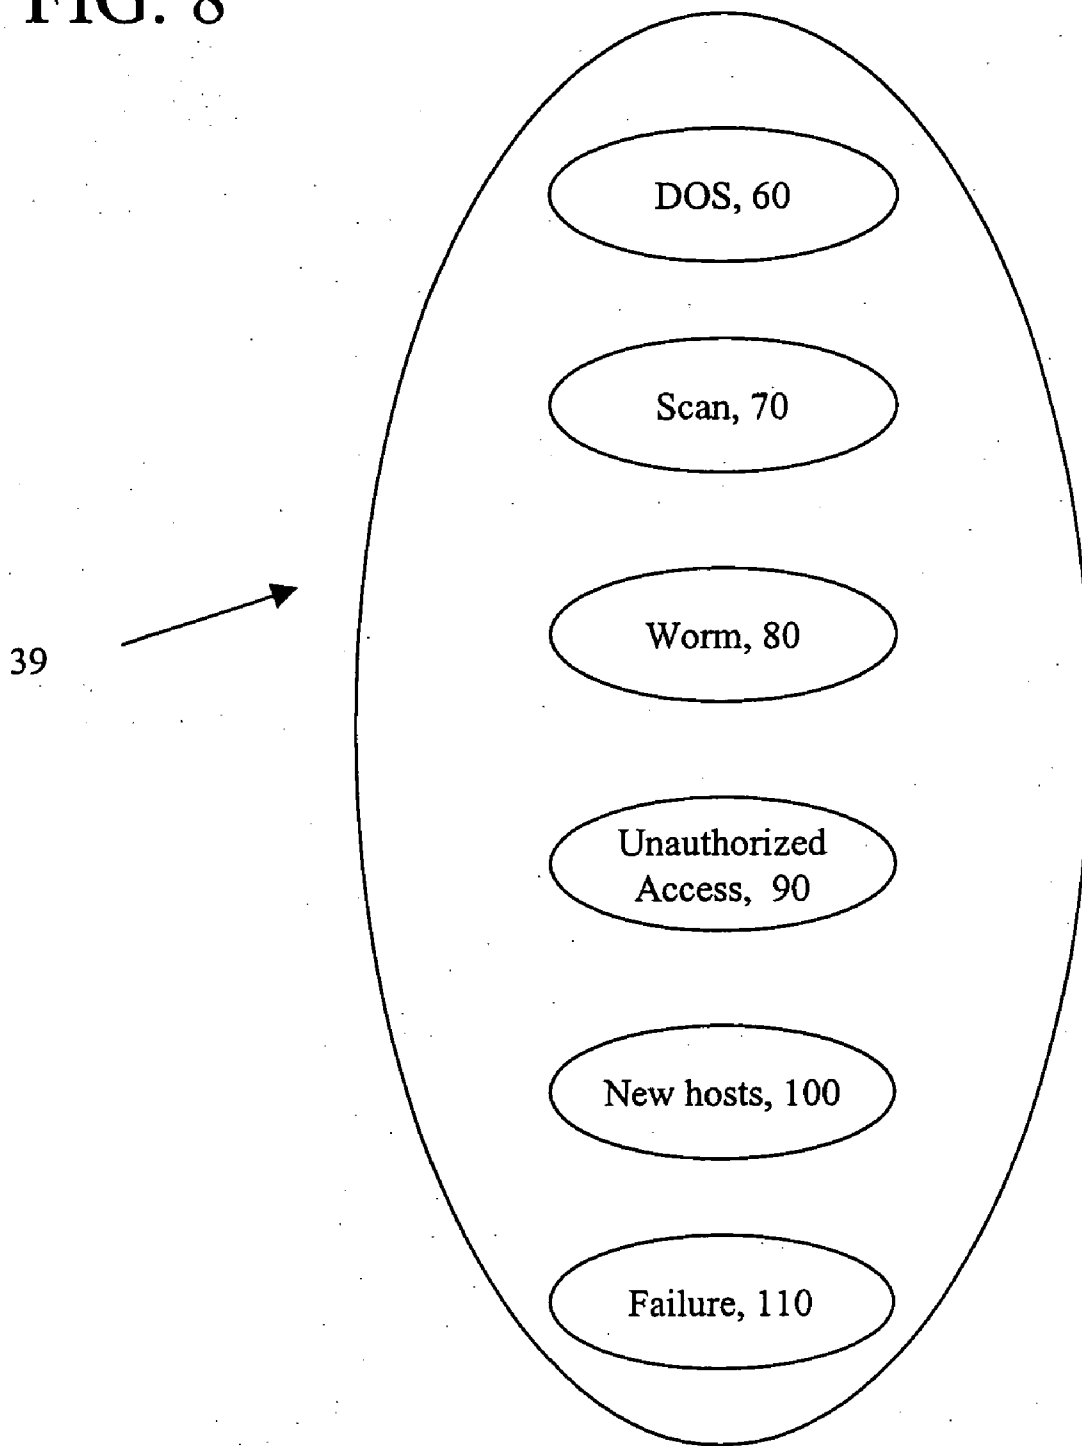 FIG. 8
DOS, 60
Scan, 70
Worm, 80
39
Unauthorized
Access, 90
New hosts, 100
Failure, 110